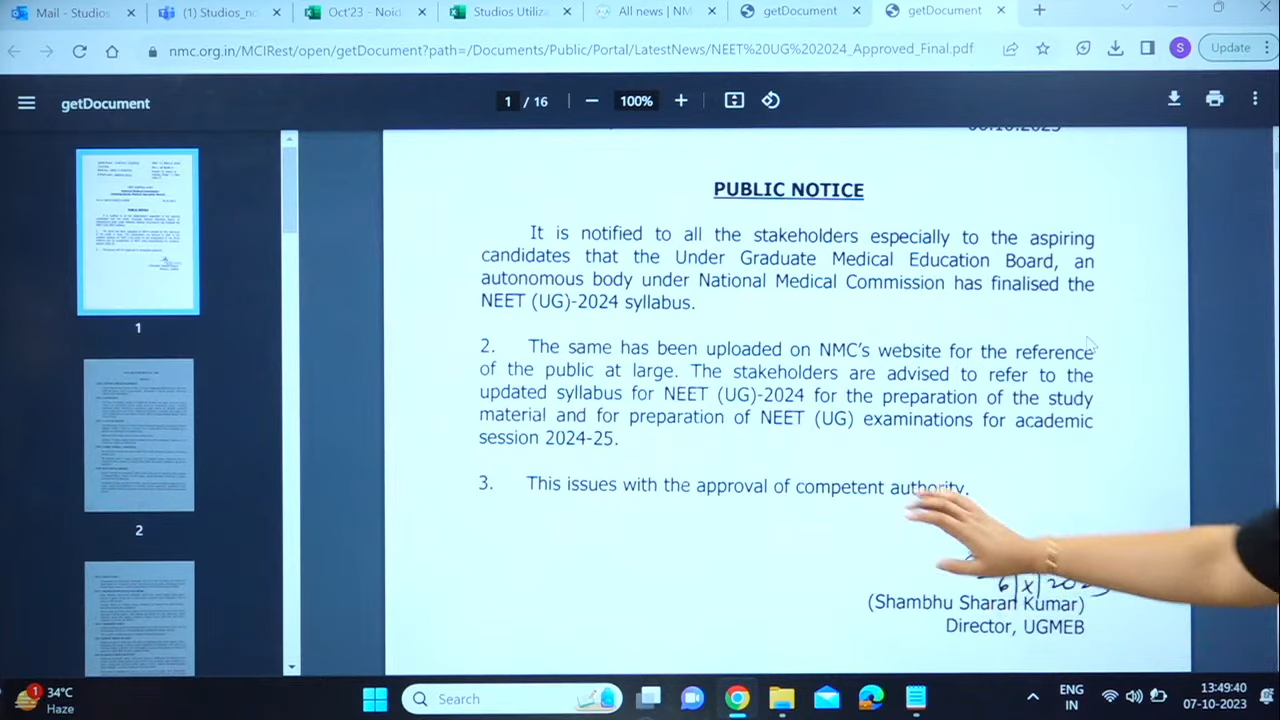 Mail - Studios
(1) Studios_no
Oct'23 - Noid
Studios Utiliz
All news | NM
getDocument
getDocument
nmc.org.in/MCIRest/open/getDocument?path=/Documents/Public/Portal/LatestNews/NEET%20UG%202024_Approved_Final.pdf
S
Update
getDocument
1 / 16
100%
06.10.2023
PUBLIC NOTICE
It is notified to all the stakeholders especially to the aspiring
candidates that the Under Graduate Medical Education Board, an
autonomous body under National Medical Commission has finalised the
NEET (UG)-2024 syllabus.
2. The same has been uploaded on NMC's website for the reference
of the public at large. The stakeholders are advised to refer to the
updated syllabus for NEET (UG)-2024 for the preparation of the study
material and for preparation of NEET (UG) examinations for academic
session 2024-25.
3. This issues with the approval of competent authority.
(Shambhu Sharan Kumar)
Director, UGMEB
1
2
1
34°C
Haze
Search
ENG
IN
13:49:40
07-10-2023